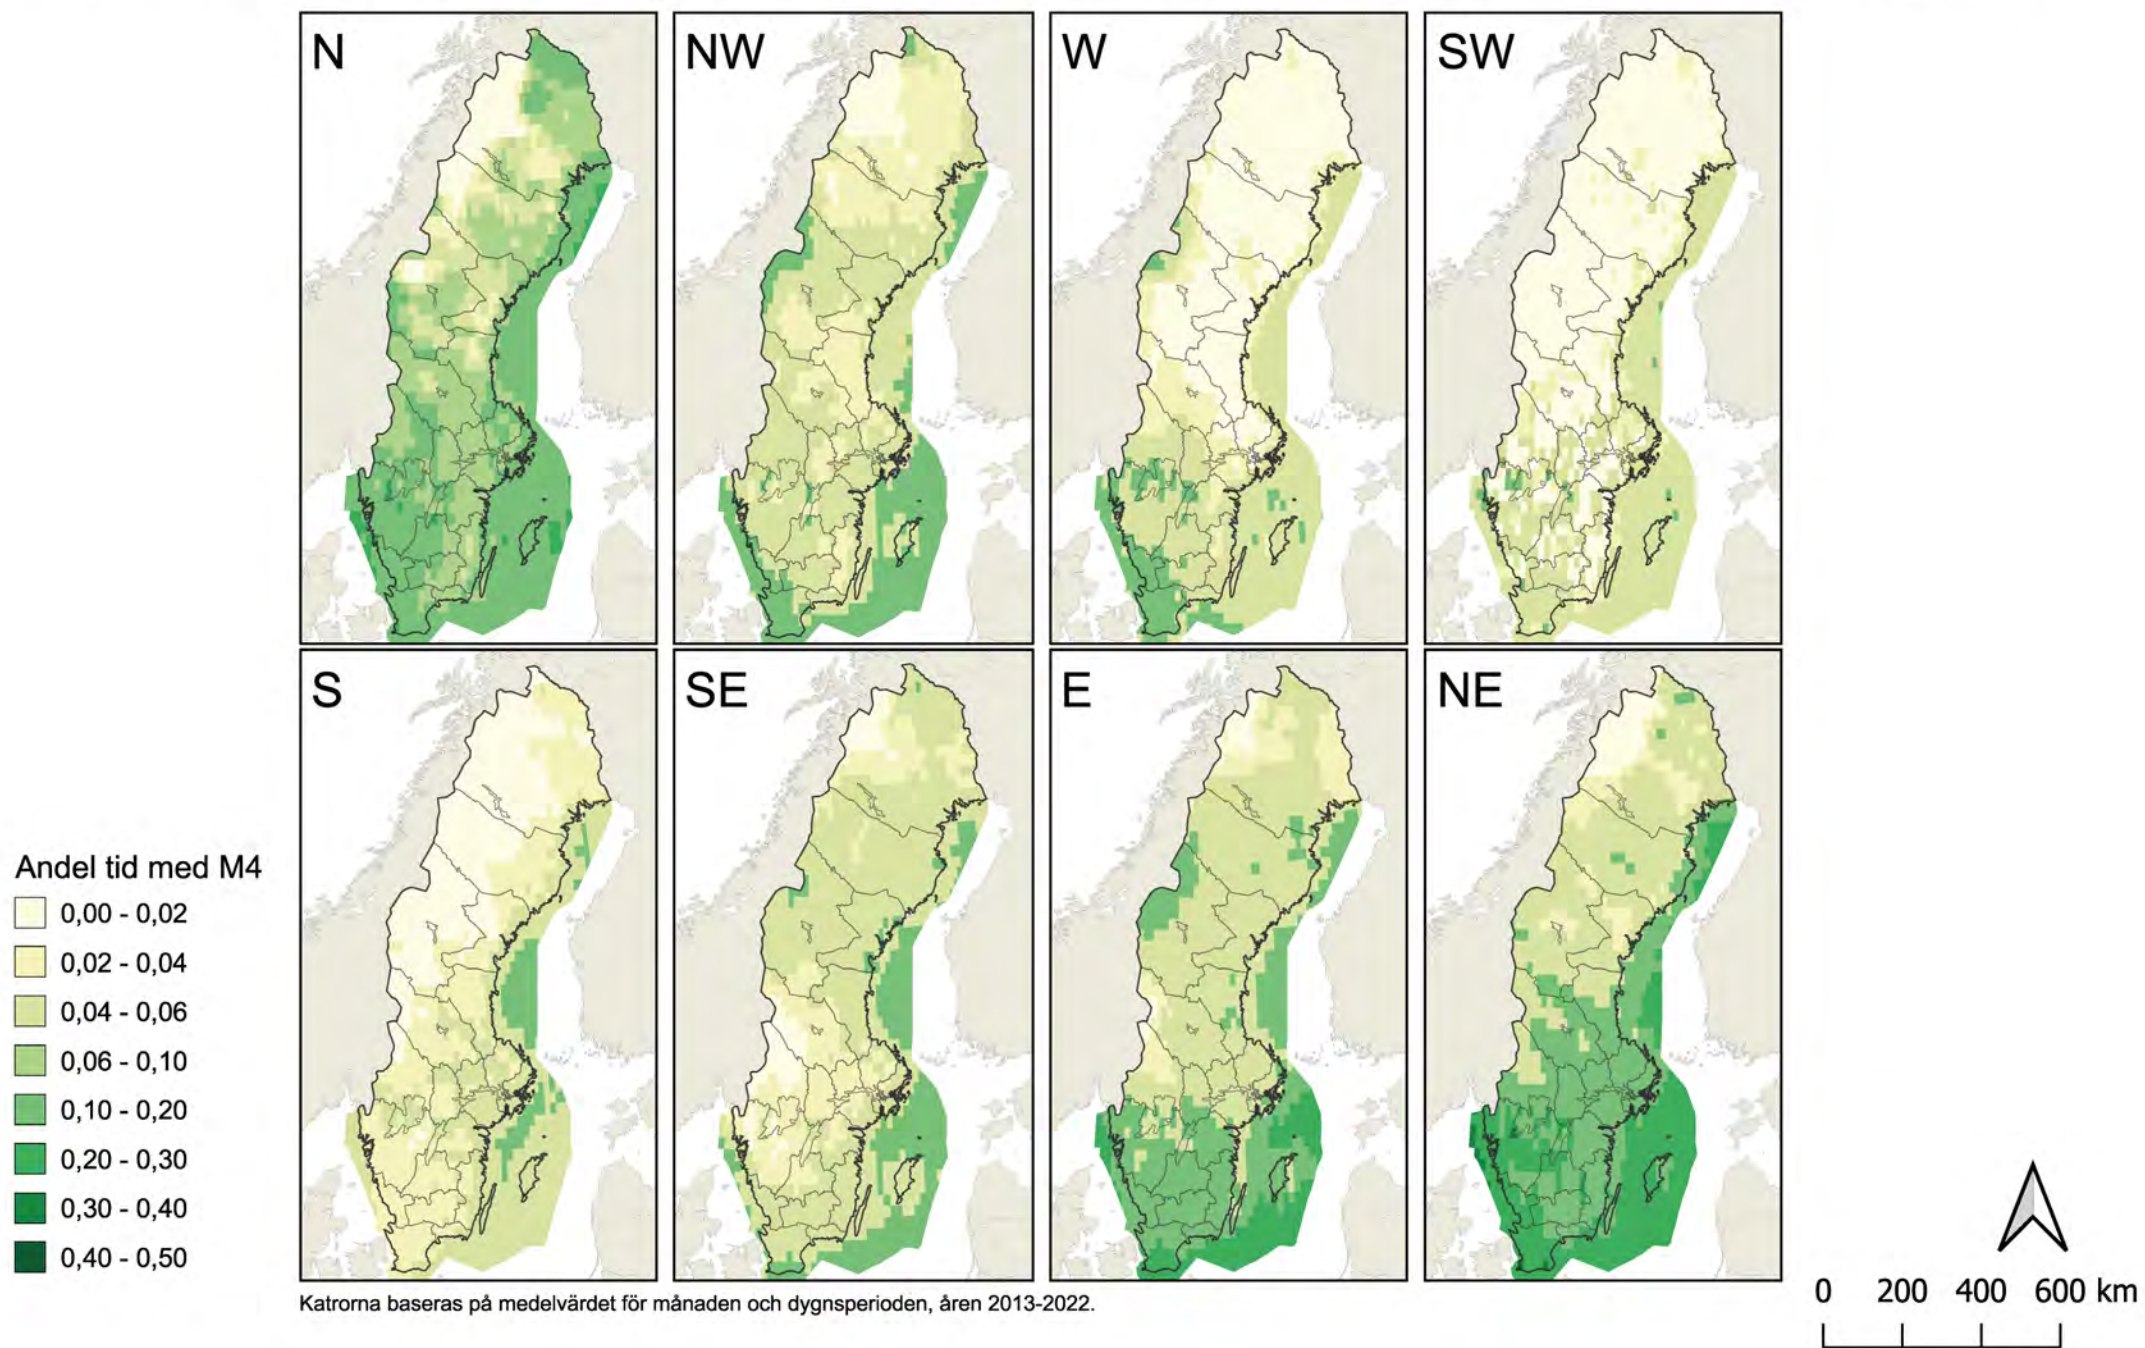 N
NW
W
SW
S
SE
E
NE
Andel tid med M4
0,00 - 0,02
0,02 - 0,04
0,04 - 0,06
0,06 - 0,10
0,10 - 0,20
0,20 - 0,30
0,30 - 0,40
0,40 - 0,50
Katrorna baseras på medelvärdet för månaden och dygnsperioden, åren 2013-2022.
0 200 400 600 km